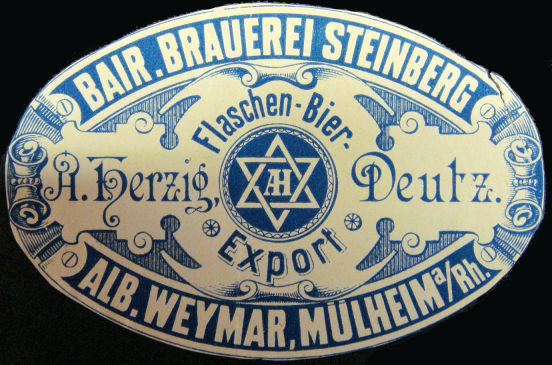 BAIR. BRAUEREI STEINBERG
Flaschen-Bier-
A. Herzig, AH Deutz.
Export
ALB. WEYMAR, MÜLHEIM a/Rh.